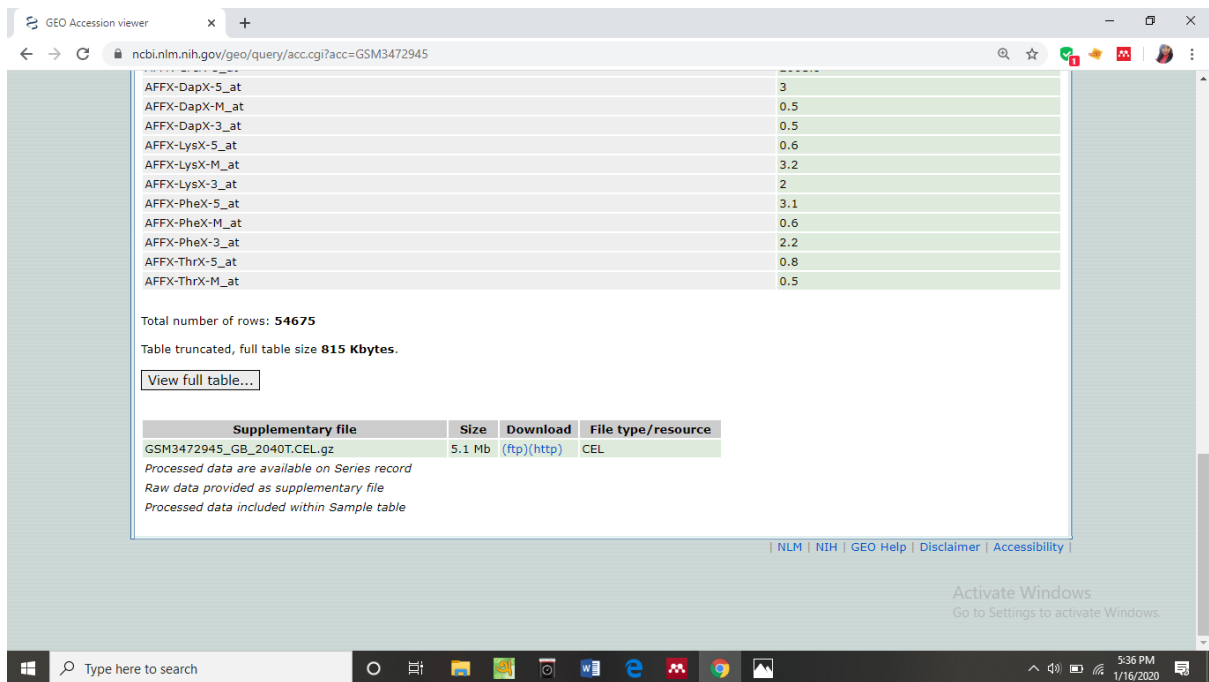 GEO Accession viewer
ncbi.nlm.nih.gov/geo/query/acc.cgi?acc=GSM3472945
1
AFFX-DapX-5_at 3
AFFX-DapX-M_at 0.5
AFFX-DapX-3_at 0.5
AFFX-LysX-5_at 0.6
AFFX-LysX-M_at 3.2
AFFX-LysX-3_at 2
AFFX-PheX-5_at 3.1
AFFX-PheX-M_at 0.6
AFFX-PheX-3_at 2.2
AFFX-ThrX-5_at 0.8
AFFX-ThrX-M_at 0.5
Total number of rows: 54675
Table truncated, full table size 815 Kbytes.
View full table...
Supplementary file Size Download File type/resource
GSM3472945_GB_2040T.CEL.gz 5.1 Mb (ftp)(http) CEL
Processed data are available on Series record
Raw data provided as supplementary file
Processed data included within Sample table
| NLM | NIH | GEO Help | Disclaimer | Accessibility |
Activate Windows
Go to Settings to activate Windows.
Type here to search
5:36 PM
1/16/2020